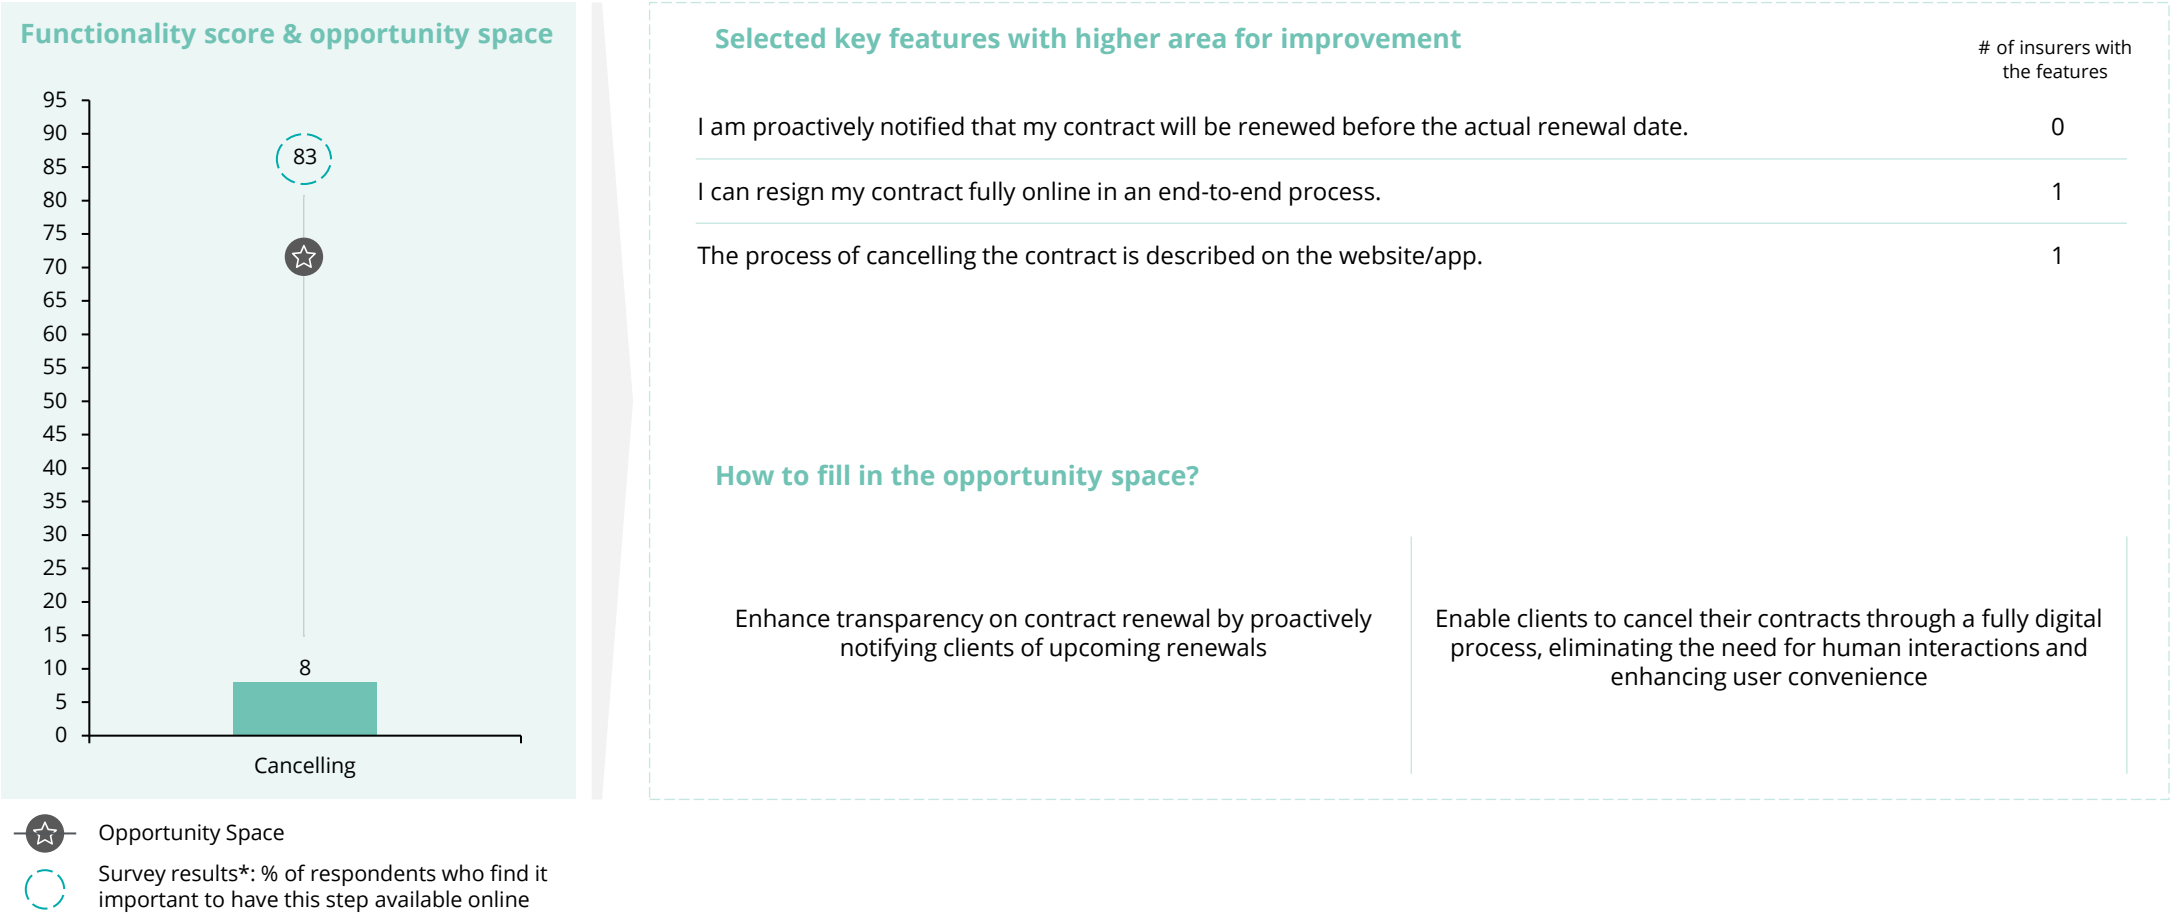 Functionality score & opportunity space
95
90
85
80
75
70
65
60
55
50
45
40
35
30
25
20
15
10
5
0
83
8
Cancelling
Opportunity Space
Survey results*: % of respondents who find it
important to have this step available online
Selected key features with higher area for improvement
# of insurers with
the features
I am proactively notified that my contract will be renewed before the actual renewal date.
0
I can resign my contract fully online in an end-to-end process.
1
The process of cancelling the contract is described on the website/app.
1
How to fill in the opportunity space?
Enhance transparency on contract renewal by proactively
notifying clients of upcoming renewals
Enable clients to cancel their contracts through a fully digital
process, eliminating the need for human interactions and
enhancing user convenience